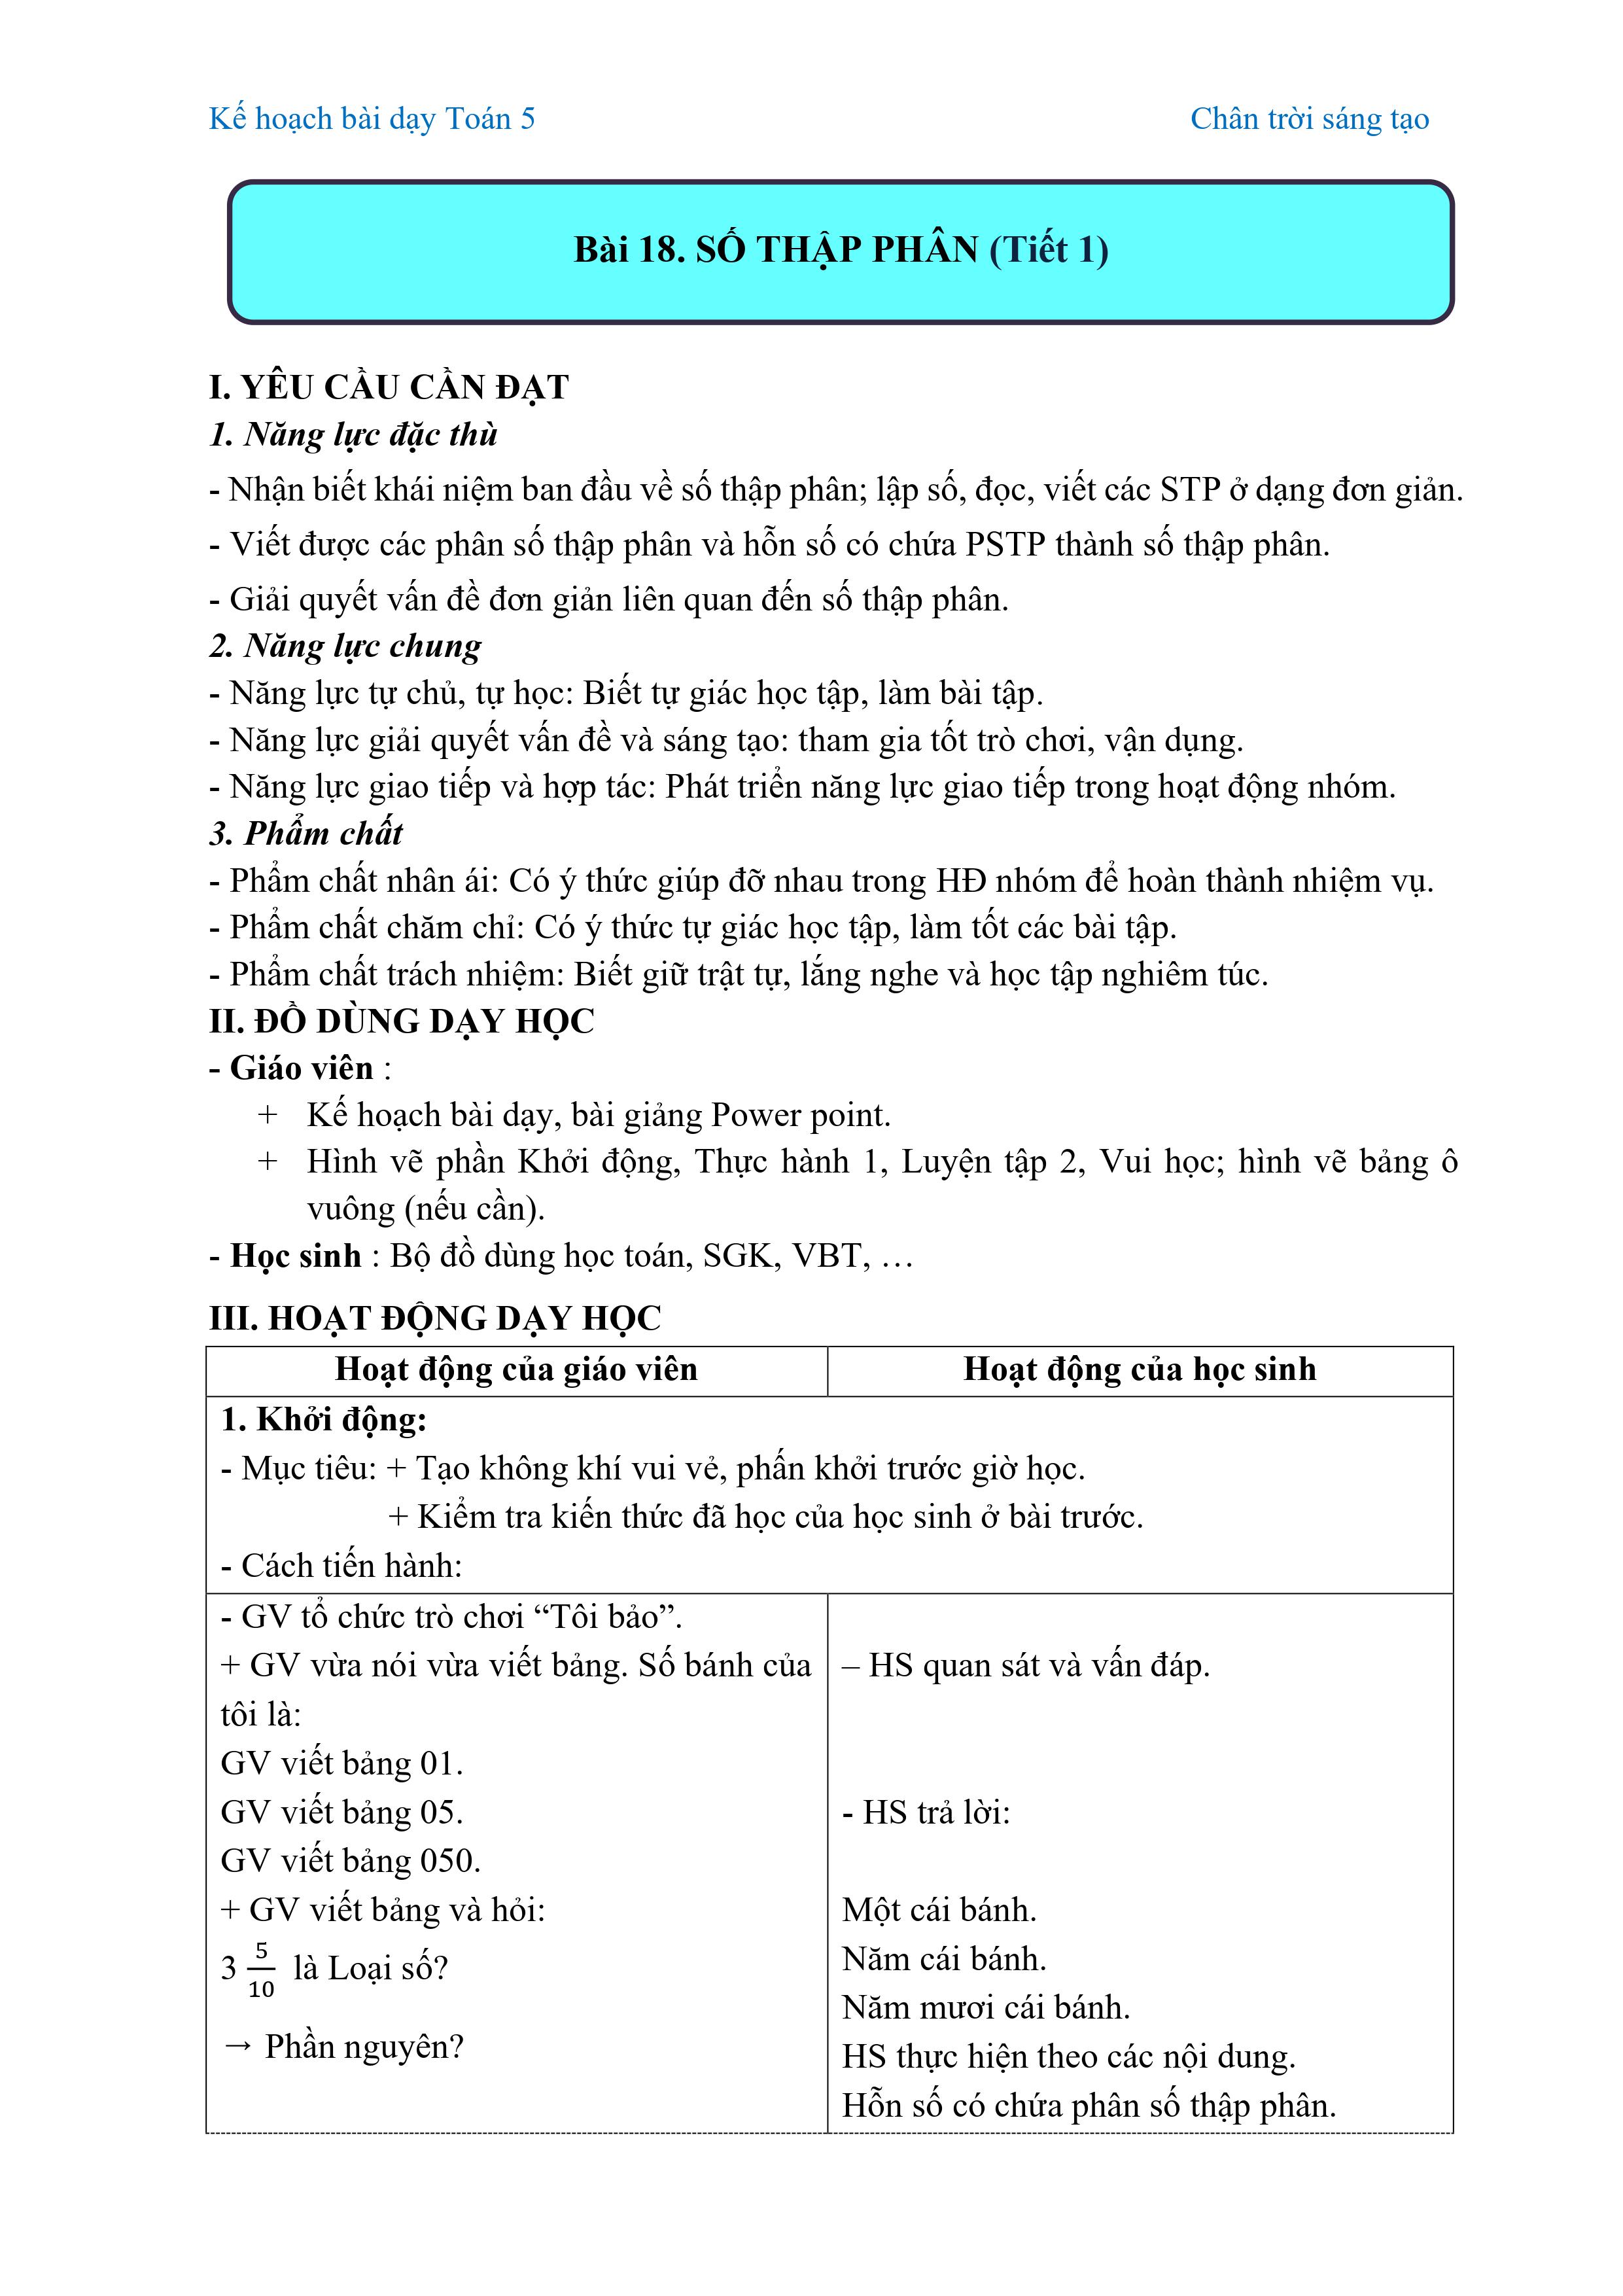 Kế hoạch bài dạy Toán 5 Chân trời sáng tạo
Bài 18. SỐ THẬP PHÂN (Tiết 1)
I. YÊU CẦU CẦN ĐẠT
1. Năng lực đặc thù
- Nhận biết khái niệm ban đầu về số thập phân; lập số, đọc, viết các STP ở dạng đơn giản.
- Viết được các phân số thập phân và hỗn số có chứa PSTP thành số thập phân.
- Giải quyết vấn đề đơn giản liên quan đến số thập phân.
2. Năng lực chung
- Năng lực tự chủ, tự học: Biết tự giác học tập, làm bài tập.
- Năng lực giải quyết vấn đề và sáng tạo: tham gia tốt trò chơi, vận dụng.
- Năng lực giao tiếp và hợp tác: Phát triển năng lực giao tiếp trong hoạt động nhóm.
3. Phẩm chất
- Phẩm chất nhân ái: Có ý thức giúp đỡ nhau trong HĐ nhóm để hoàn thành nhiệm vụ.
- Phẩm chất chăm chỉ: Có ý thức tự giác học tập, làm tốt các bài tập.
- Phẩm chất trách nhiệm: Biết giữ trật tự, lắng nghe và học tập nghiêm túc.
II. ĐỒ DÙNG DẠY HỌC
- Giáo viên :
+ Kế hoạch bài dạy, bài giảng Power point.
+ Hình vẽ phần Khởi động, Thực hành 1, Luyện tập 2, Vui học; hình vẽ bảng ô
vuông (nếu cần).
- Học sinh : Bộ đồ dùng học toán, SGK, VBT, …
III. HOẠT ĐỘNG DẠY HỌC
Hoạt động của giáo viên
Hoạt động của học sinh
1. Khởi động:
- Mục tiêu: + Tạo không khí vui vẻ, phấn khởi trước giờ học.
+ Kiểm tra kiến thức đã học của học sinh ở bài trước.
- Cách tiến hành:
- GV tổ chức trò chơi “Tôi bảo”.
+ GV vừa nói vừa viết bảng. Số bánh của
tôi là:
GV viết bảng 01.
GV viết bảng 05.
GV viết bảng 050.
+ GV viết bảng và hỏi:
3 5/10 là Loại số?
→ Phần nguyên?
– HS quan sát và vấn đáp.
- HS trả lời:
Một cái bánh.
Năm cái bánh.
Năm mươi cái bánh.
HS thực hiện theo các nội dung.
Hỗn số có chứa phân số thập phân.